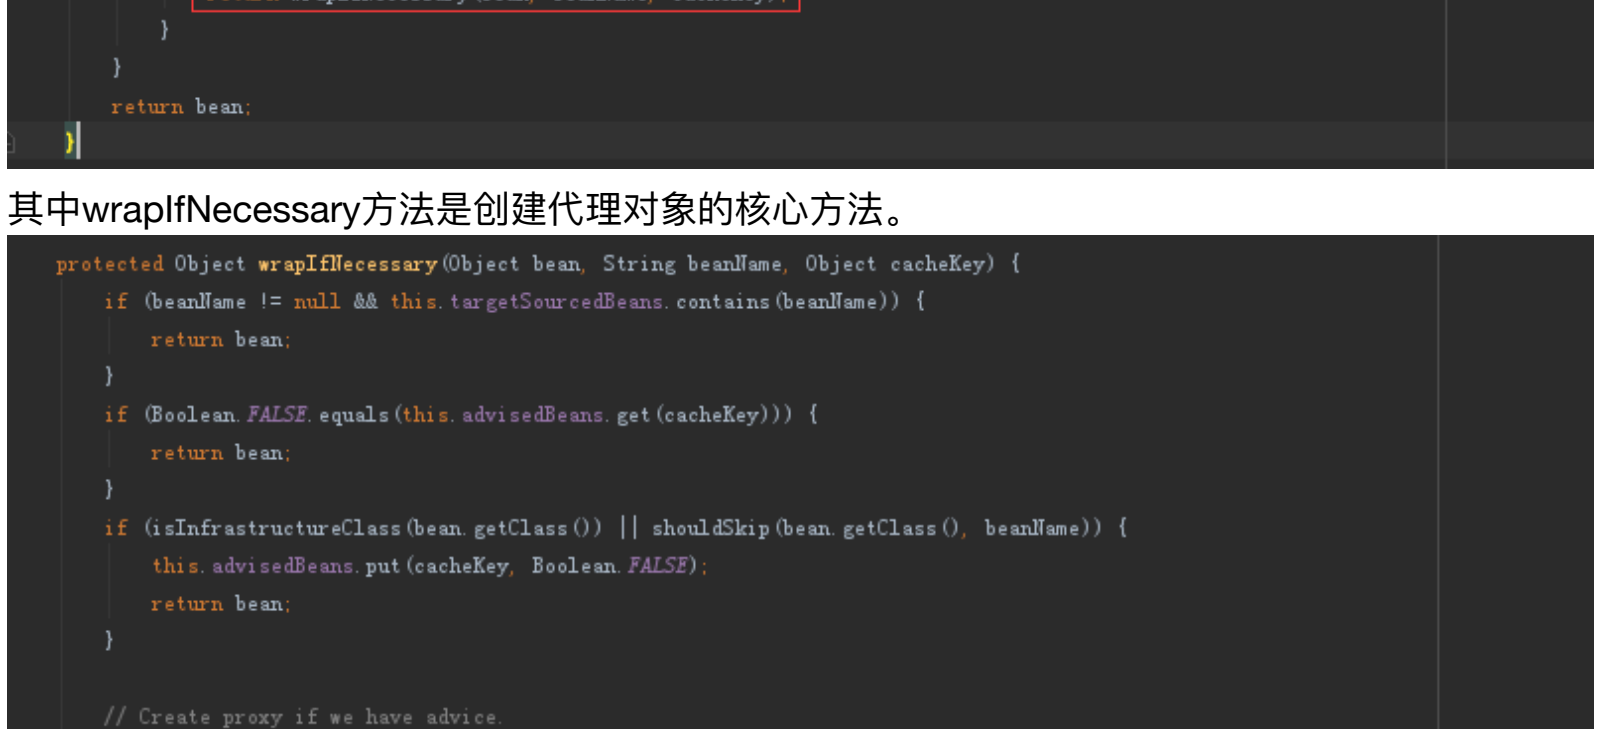 }
}
return bean;
}
其中wrapIfNecessary方法是创建代理对象的核心方法。
protected Object wrapIfNecessary(Object bean, String beanName, Object cacheKey) {
if (beanName != null && this.targetSourcedBeans.contains(beanName)) {
return bean;
}
if (Boolean.FALSE.equals(this.advisedBeans.get(cacheKey))) {
return bean;
}
if (isInfrastructureClass(bean.getClass()) || shouldSkip(bean.getClass(), beanName)) {
this.advisedBeans.put(cacheKey, Boolean.FALSE);
return bean;
}
// Create proxy if we have advice.